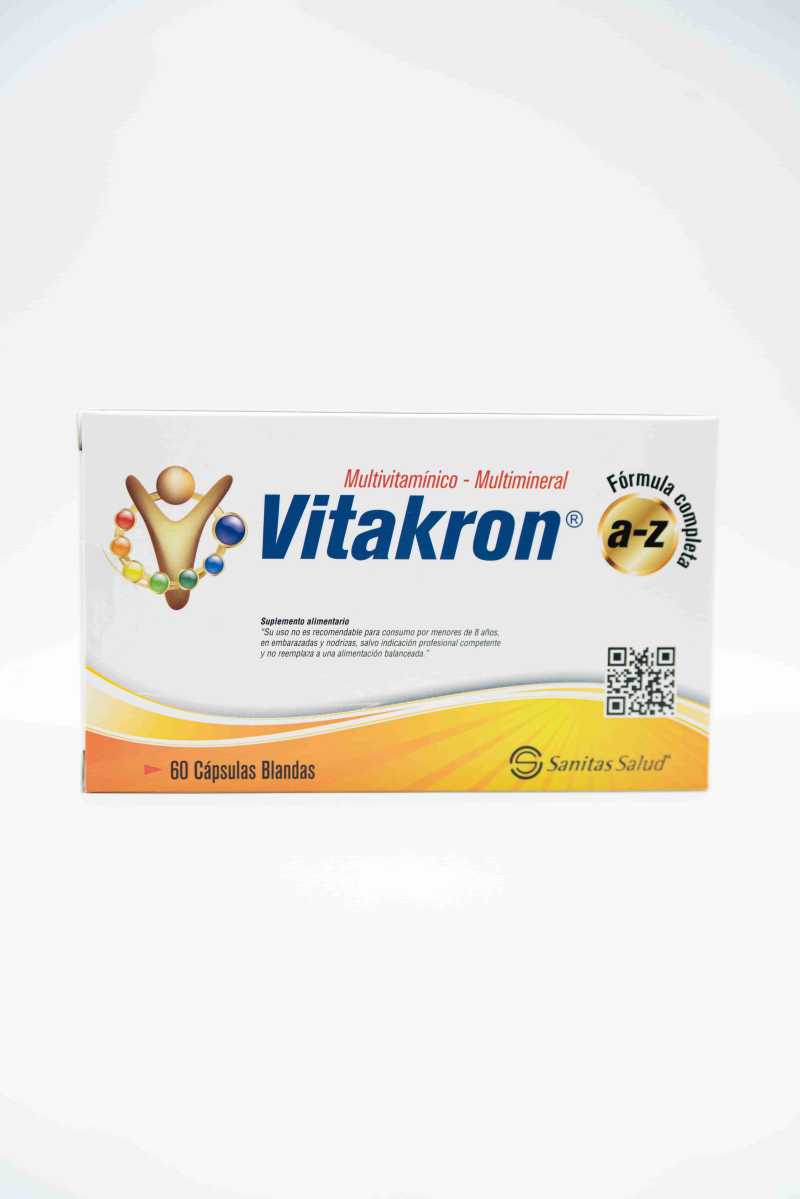 Multivitamínico - Multimineral
Vitakron®
Fórmula completa
a-z
Suplemento alimentario
"Su uso no es recomendable para consumo por menores de 8 años,
en embarazadas y nodrizas, salvo indicación profesional competente
y no reemplaza a una alimentación balanceada."
60 Cápsulas Blandas
Sanitas Salud™